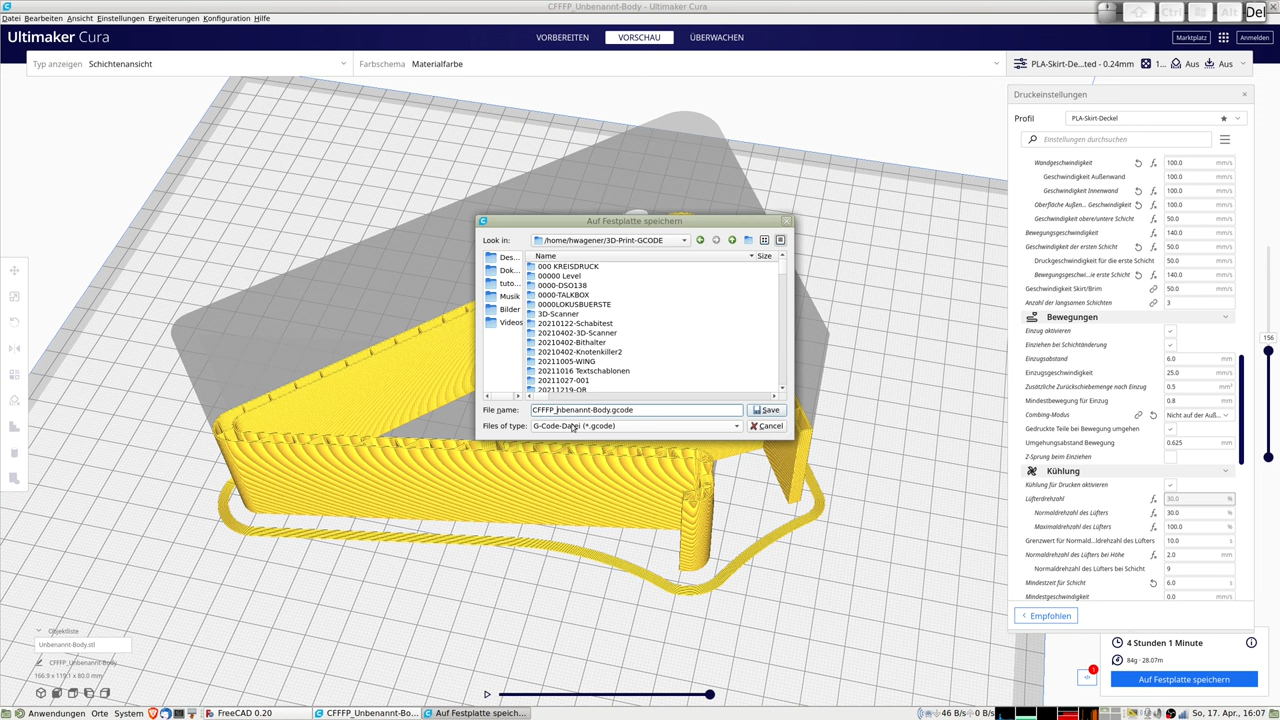 CFFFP_Unbenannt-Body - Ultimaker Cura
Ctrl
Alt
Del
Datei Bearbeiten Ansicht Einstellungen Erweiterungen Konfiguration Hilfe
Ultimaker Cura
VORBEREITEN
VORSCHAU
ÜBERWACHEN
Marktplatz
Anmelden
Typ anzeigen Schichtenansicht
Farbschema Materialfarbe
PLA-Skirt-De...ted - 0.24mm
1...
Aus
Aus
Druckeinstellungen
Profil PLA-Skirt-Deckel
Einstellungen durchsuchen
Wandgeschwindigkeit 100.0 mm/s
Geschwindigkeit Außenwand 100.0 mm/s
Geschwindigkeit Innenwand 100.0 mm/s
Oberfläche Außen... Geschwindigkeit 100.0 mm/s
Geschwindigkeit obere/untere Schicht 50.0 mm/s
Bewegungsgeschwindigkeit 140.0 mm/s
Geschwindigkeit der ersten Schicht 50.0 mm/s
Druckgeschwindigkeit für die erste Schicht 50.0 mm/s
Bewegungsgeschwi...ie erste Schicht 140.0 mm/s
Geschwindigkeit Skirt/Brim 50.0 mm/s
Anzahl der langsamen Schichten 3
Bewegungen
Einzug aktivieren
Einziehen bei Schichtänderung
Einzugsabstand 6.0 mm
Einzugsgeschwindigkeit 25.0 mm/s
Zusätzliche Zurückschiebemenge nach Einzug 0.5 mm³
Mindestbewegung für Einzug 0.8 mm
Combing-Modus Nicht auf der Auß...
Gedruckte Teile bei Bewegung umgehen
Umgehungsabstand Bewegung 0.625 mm
Z-Sprung beim Einziehen
Kühlung
Kühlung für Drucken aktivieren
Lüfterdrehzahl 30.0 %
Normaldrehzahl des Lüfters 30.0 %
Maximaldrehzahl des Lüfters 100.0 %
Grenzwert für Normald...ldrehzahl des Lüfters 10.0 s
Normaldrehzahl des Lüfters bei Höhe 2.0 mm
Normaldrehzahl des Lüfters bei Schicht 9
Mindestzeit für Schicht 6.0 s
Mindestgeschwindigkeit 0.0 mm/s
Empfohlen
156
Auf Festplatte speichern
Look in: /home/hwagener/3D-Print-GCODE
Des...
Dok...
tuto...
Musik
Bilder
Videos
Name Size
000 KREISDRUCK
00000 Level
0000-DSO138
0000-TALKBOX
0000LOKUSBUERSTE
3D-Scanner
20210122-Schabitest
20210402-3D-Scanner
20210402-Bithalter
20210402-Knotenkiller2
20211005-WING
20211016 Textschablonen
20211027-001
20211219-OR
File name: CFFFP_Unbenannt-Body.gcode
Save
Files of type: G-Code-Datei (*.gcode)
Cancel
Objektliste
Unbenannt-Body.stl
CFFFP_Unbenannt-Body
166.9 x 119.1 x 80.0 mm
1
4 Stunden 1 Minute
84g · 28.07m
Auf Festplatte speichern
Anwendungen Orte System
FreeCAD 0.20
CFFFP_Unbenannt-Bo...
Auf Festplatte speich...
46 B/s
0 B/s
So, 17. Apr., 16:07